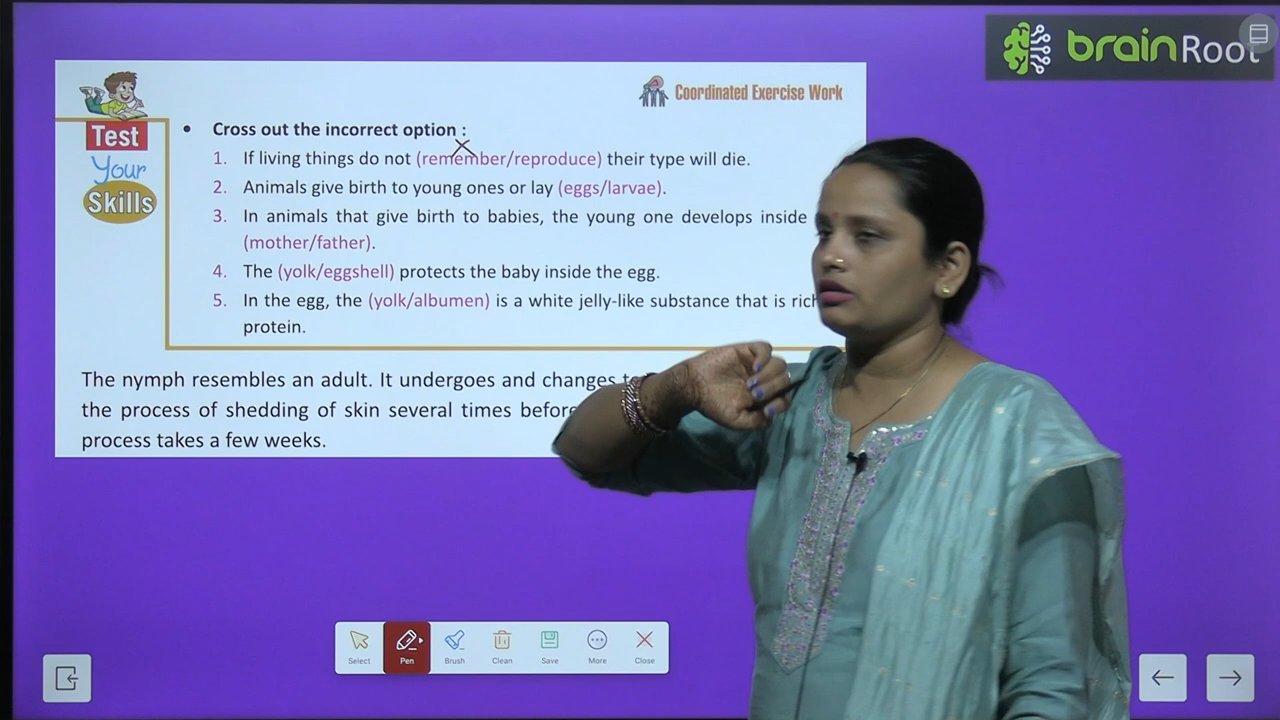 brainRoot
Coordinated Exercise Work
Test
Your
Skills
• Cross out the incorrect option :
1. If living things do not (remember/reproduce) their type will die.
2. Animals give birth to young ones or lay (eggs/larvae).
3. In animals that give birth to babies, the young one develops inside
(mother/father).
4. The (yolk/eggshell) protects the baby inside the egg.
5. In the egg, the (yolk/albumen) is a white jelly-like substance that is rich
protein.
The nymph resembles an adult. It undergoes and changes
the process of shedding of skin several times before
process takes a few weeks.
Select Pen Brush Clean Save More Close